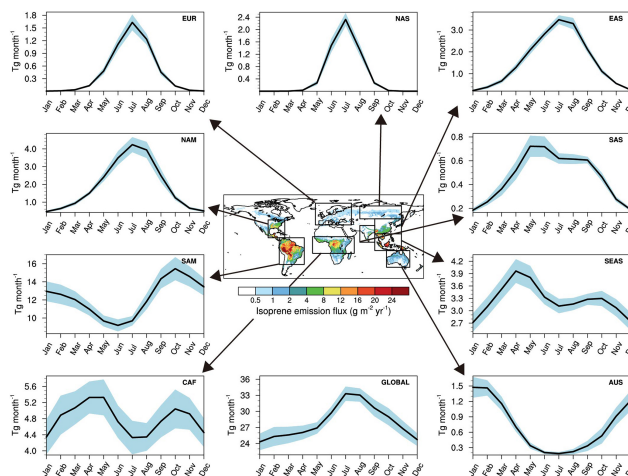 EUR
Tg month⁻¹
1.8
1.5
1.2
0.9
0.6
0.3
Jan Feb Mar Apr May Jun Jul Aug Sep Oct Nov Dec
NAS
Tg month⁻¹
2.4
2.1
1.8
1.5
1.2
0.9
0.6
0.3
Jan Feb Mar Apr May Jun Jul Aug Sep Oct Nov Dec
EAS
Tg month⁻¹
3.0
2.0
1.0
Jan Feb Mar Apr May Jun Jul Aug Sep Oct Nov Dec
NAM
Tg month⁻¹
4.0
3.0
2.0
1.0
Jan Feb Mar Apr May Jun Jul Aug Sep Oct Nov Dec
SAS
Tg month⁻¹
0.8
0.6
0.4
0.2
Jan Feb Mar Apr May Jun Jul Aug Sep Oct Nov Dec
SAM
Tg month⁻¹
16
14
12
10
Jan Feb Mar Apr May Jun Jul Aug Sep Oct Nov Dec
0.5 1 2 4 8 12 16 20 24
Isoprene emission flux (g m⁻² yr⁻¹)
SEAS
Tg month⁻¹
4.2
3.9
3.6
3.3
3.0
2.7
Jan Feb Mar Apr May Jun Jul Aug Sep Oct Nov Dec
CAF
Tg month⁻¹
5.6
5.2
4.8
4.4
4.0
Jan Feb Mar Apr May Jun Jul Aug Sep Oct Nov Dec
GLOBAL
Tg month⁻¹
36
33
30
27
24
Jan Feb Mar Apr May Jun Jul Aug Sep Oct Nov Dec
AUS
Tg month⁻¹
1.5
1.2
0.9
0.6
0.3
Jan Feb Mar Apr May Jun Jul Aug Sep Oct Nov Dec